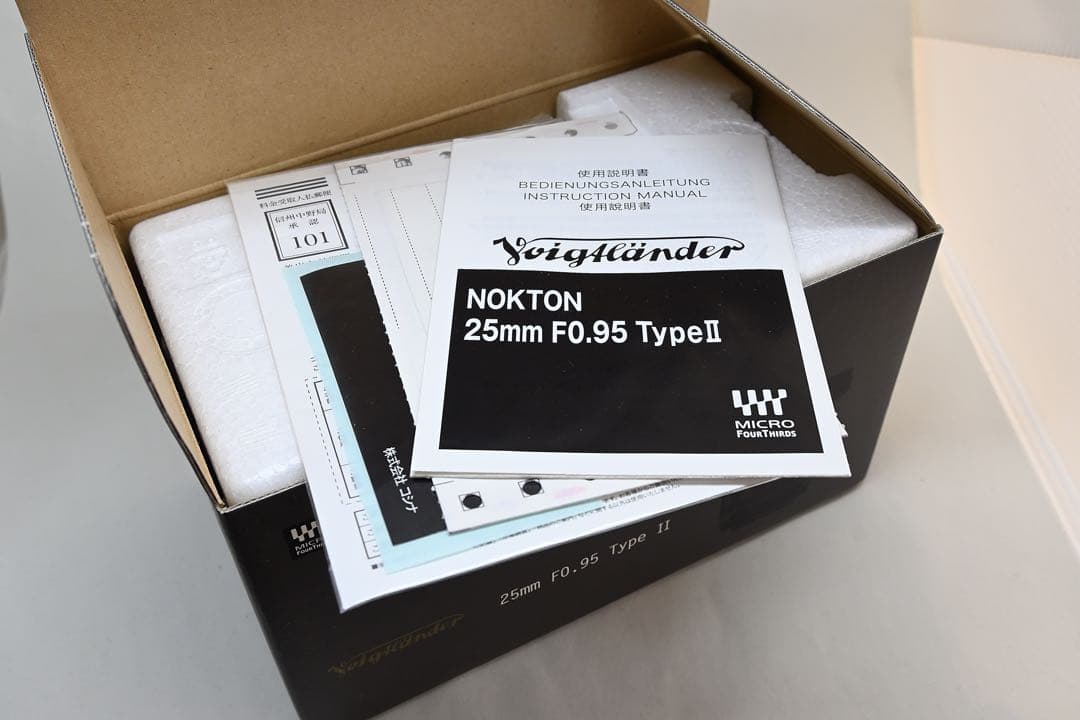 使用説明書
BEDIENUNGSANLEITUNG
INSTRUCTION MANUAL
使用説明書
Voigtländer
NOKTON
25mm F0.95 TypeⅡ
MICRO
FOURTHIRDS
料金受取人払郵便
信州中野局
承認
101
株式会社 コシナ
MICRO
FOURTHIRDS
25mm F0.95 Type II
Voigtländer